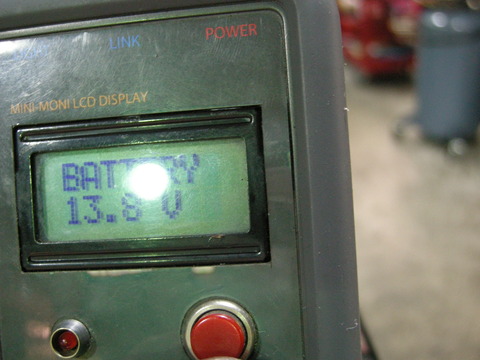 LINK
POWER
MINI-MONI LCD DISPLAY
BATTERY
13.8 V